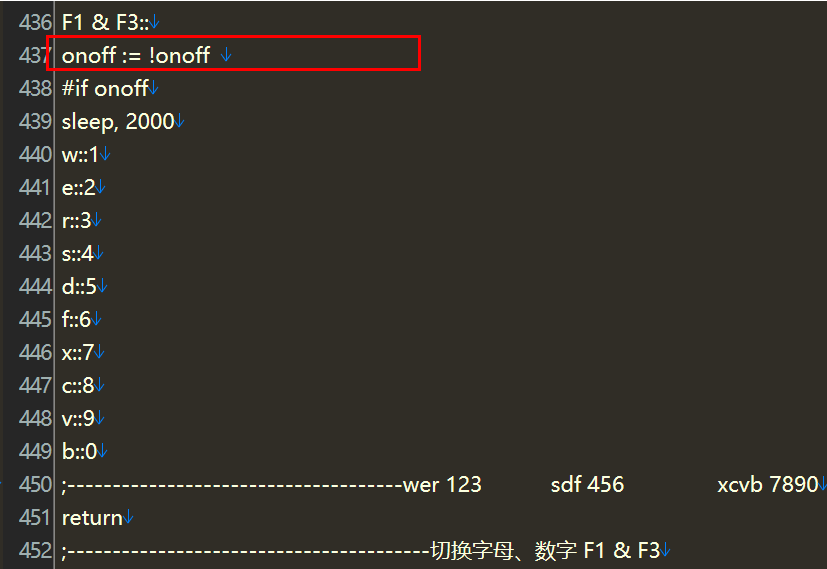 436 F1 & F3::↓
437 onoff := !onoff ↓
438 #if onoff↓
439 sleep, 2000↓
440 w::1↓
441 e::2↓
442 r::3↓
443 s::4↓
444 d::5↓
445 f::6↓
446 x::7↓
447 c::8↓
448 v::9↓
449 b::0↓
450 ;-------------------------------------wer 123 sdf 456 xcvb 7890↓
451 return↓
452 ;----------------------------------------切换字母、数字 F1 & F3↓